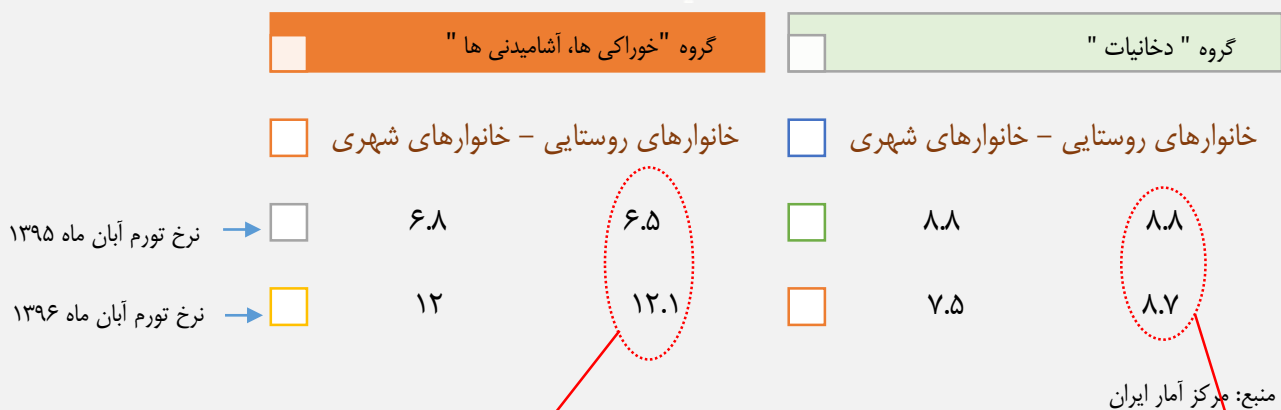 گروه " دخانیات "
گروه "خوراکی ها، آشامیدنی ها "
خانوارهای روستایی – خانوارهای شهری
خانوارهای روستایی – خانوارهای شهری
۸.۸ ۸.۸ ۶.۵ ۶.۸ نرخ تورم آبان ماه ۱۳۹۵
۸.۷ ۷.۵ ۱۲.۱ ۱۲ نرخ تورم آبان ماه ۱۳۹۶
منبع: مرکز آمار ایران